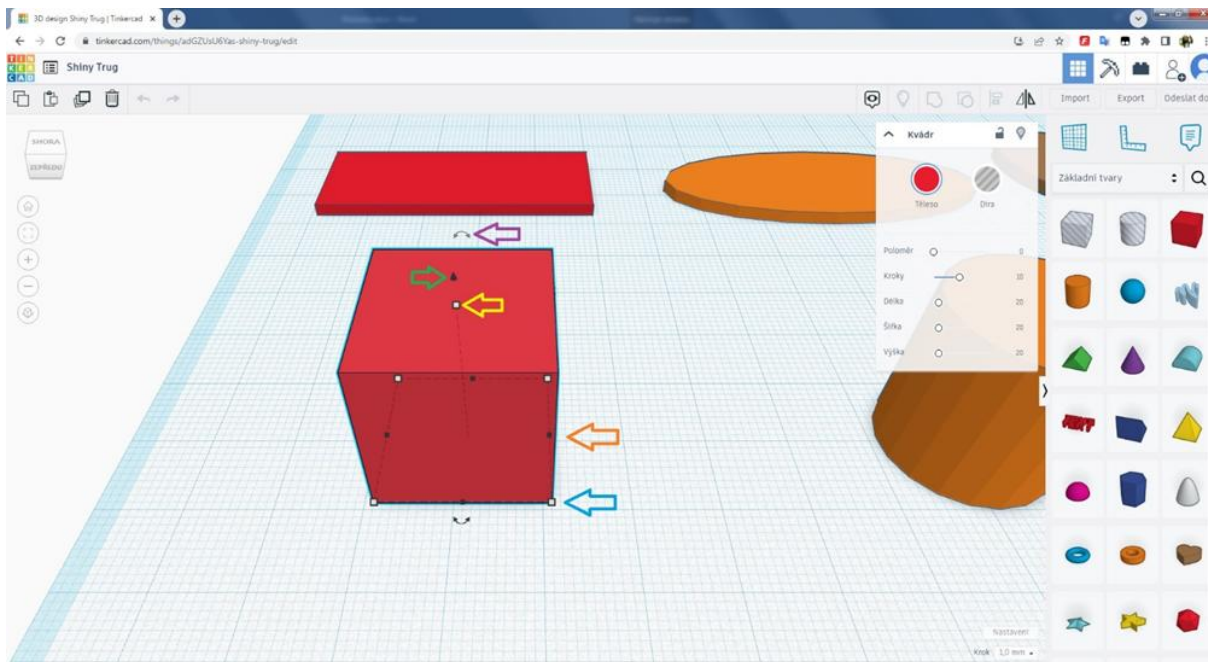 3D design Shiny Trug | Tinkercad
tinkercad.com/things/adGZUsU6Yas-shiny-trug/edit
TIN
KER
CAD
Shiny Trug
Import Export Odeslat do
SHORA
ZEPŘEDU
Kvádr
Těleso Díra
Poloměr 0
Kroky 10
Délka 20
Šířka 20
Výška 20
Základní tvary
Nastavení
Krok 1,0 mm